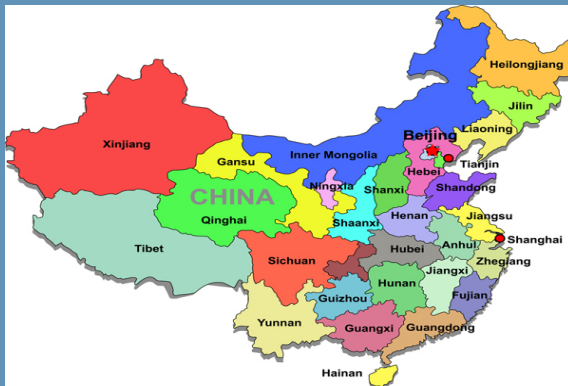 Heilongjiang
Jilin
Liaoning
Beijing
Xinjiang
Inner Mongolia
Gansu
Tianjin
Hebei
Ningxia
Shanxi
Shandong
CHINA
Qinghai
Shaanxi
Henan
Jiangsu
Shanghai
Tibet
Sichuan
Hubei
Anhui
Zhegiang
Jiangxi
Hunan
Guizhou
Fujian
Yunnan
Guangxi
Guangdong
Hainan